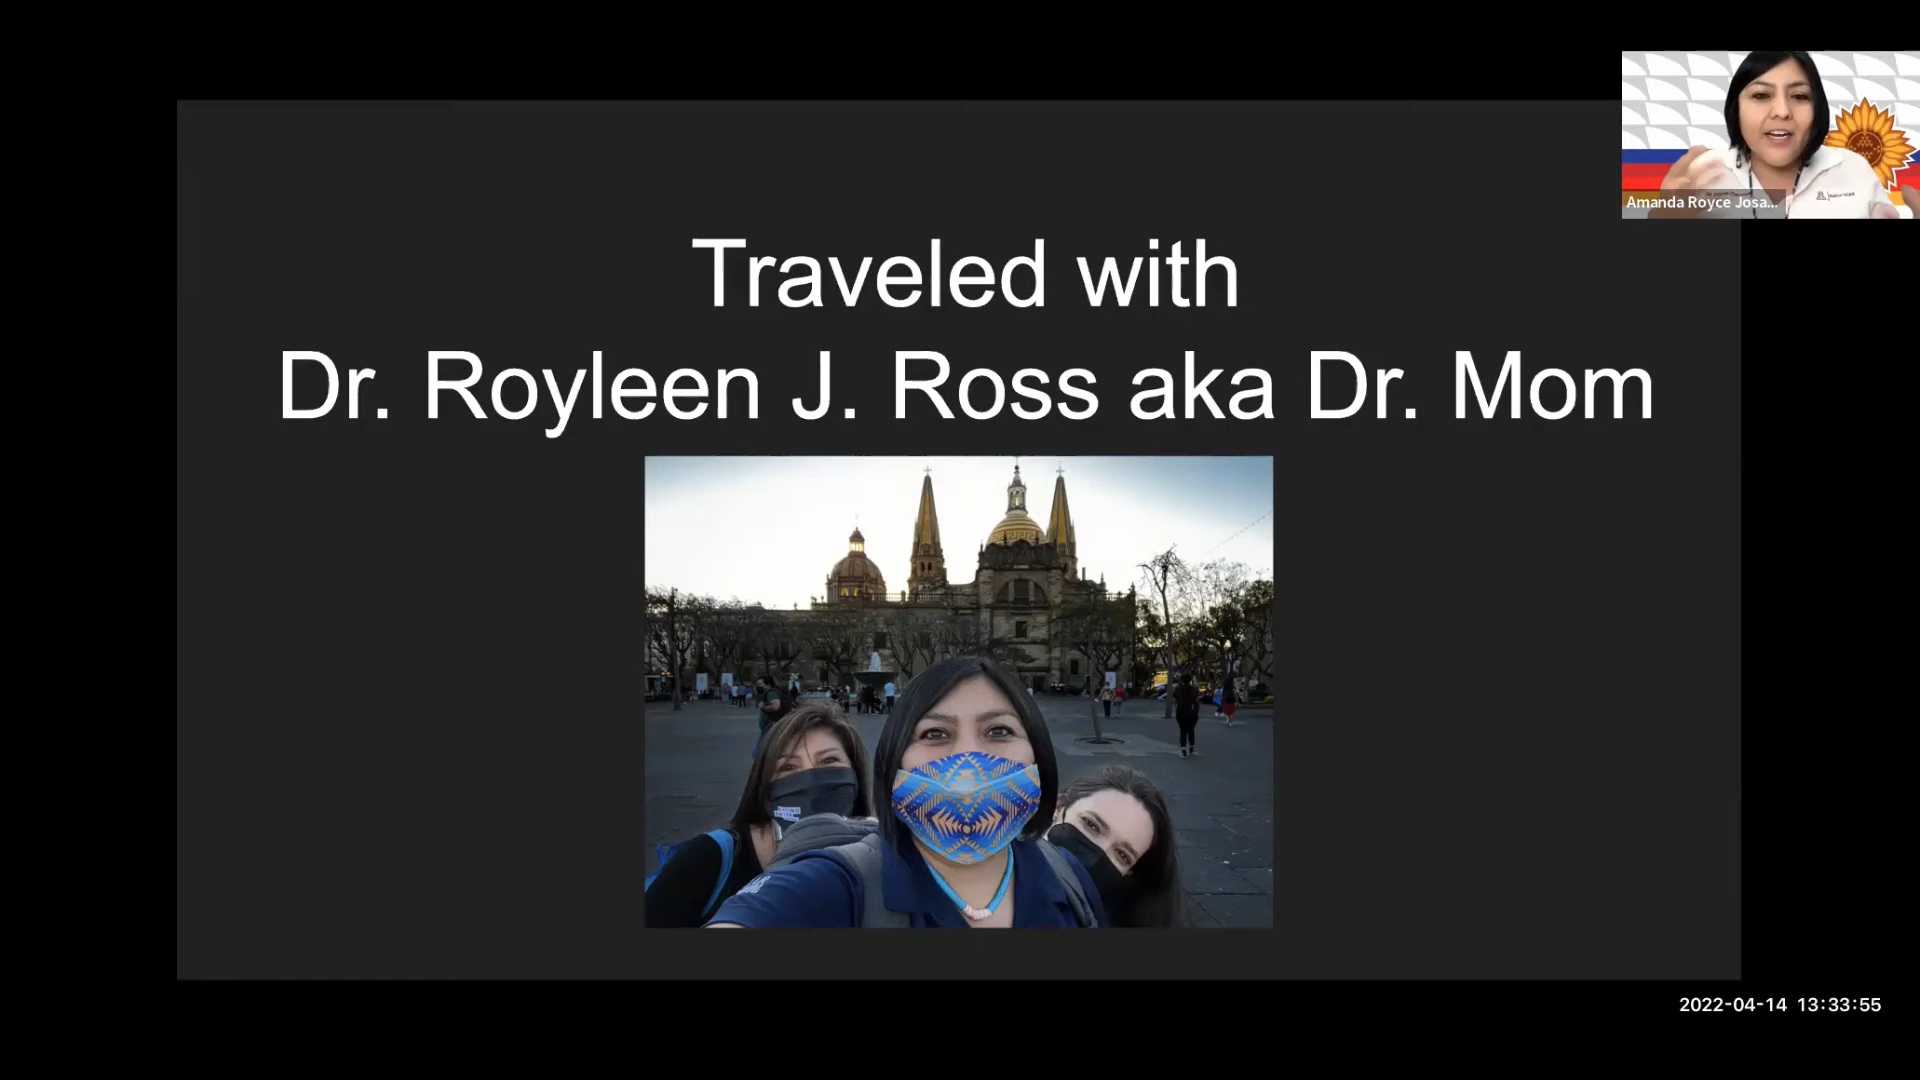 Traveled with
Dr. Royleen J. Ross aka Dr. Mom
Amanda Royce Josa...
2022-04-14 13:33:55